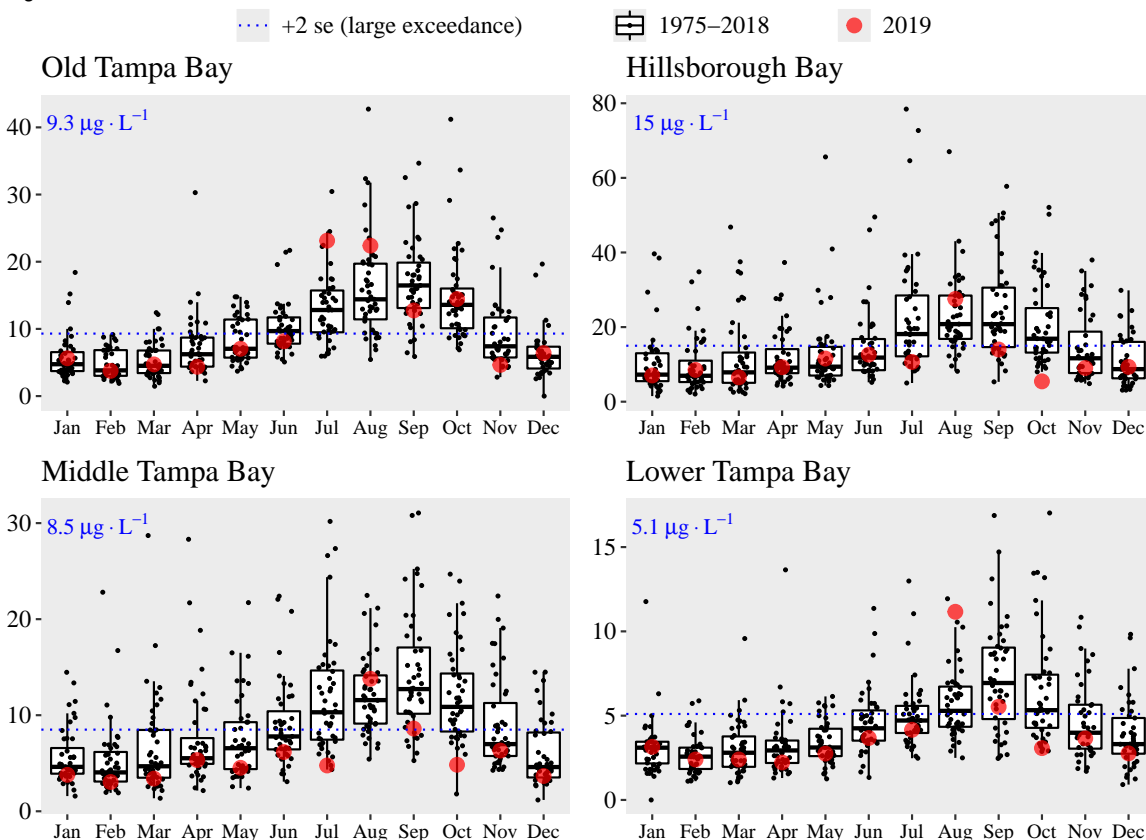 +2 se (large exceedance) 1975−2018 2019
Old Tampa Bay
9.3 μg · L−1
40
30
20
10
0
Jan Feb Mar Apr May Jun Jul Aug Sep Oct Nov Dec
Hillsborough Bay
15 μg · L−1
80
60
40
20
0
Jan Feb Mar Apr May Jun Jul Aug Sep Oct Nov Dec
Middle Tampa Bay
8.5 μg · L−1
30
20
10
0
Jan Feb Mar Apr May Jun Jul Aug Sep Oct Nov Dec
Lower Tampa Bay
5.1 μg · L−1
15
10
5
0
Jan Feb Mar Apr May Jun Jul Aug Sep Oct Nov Dec